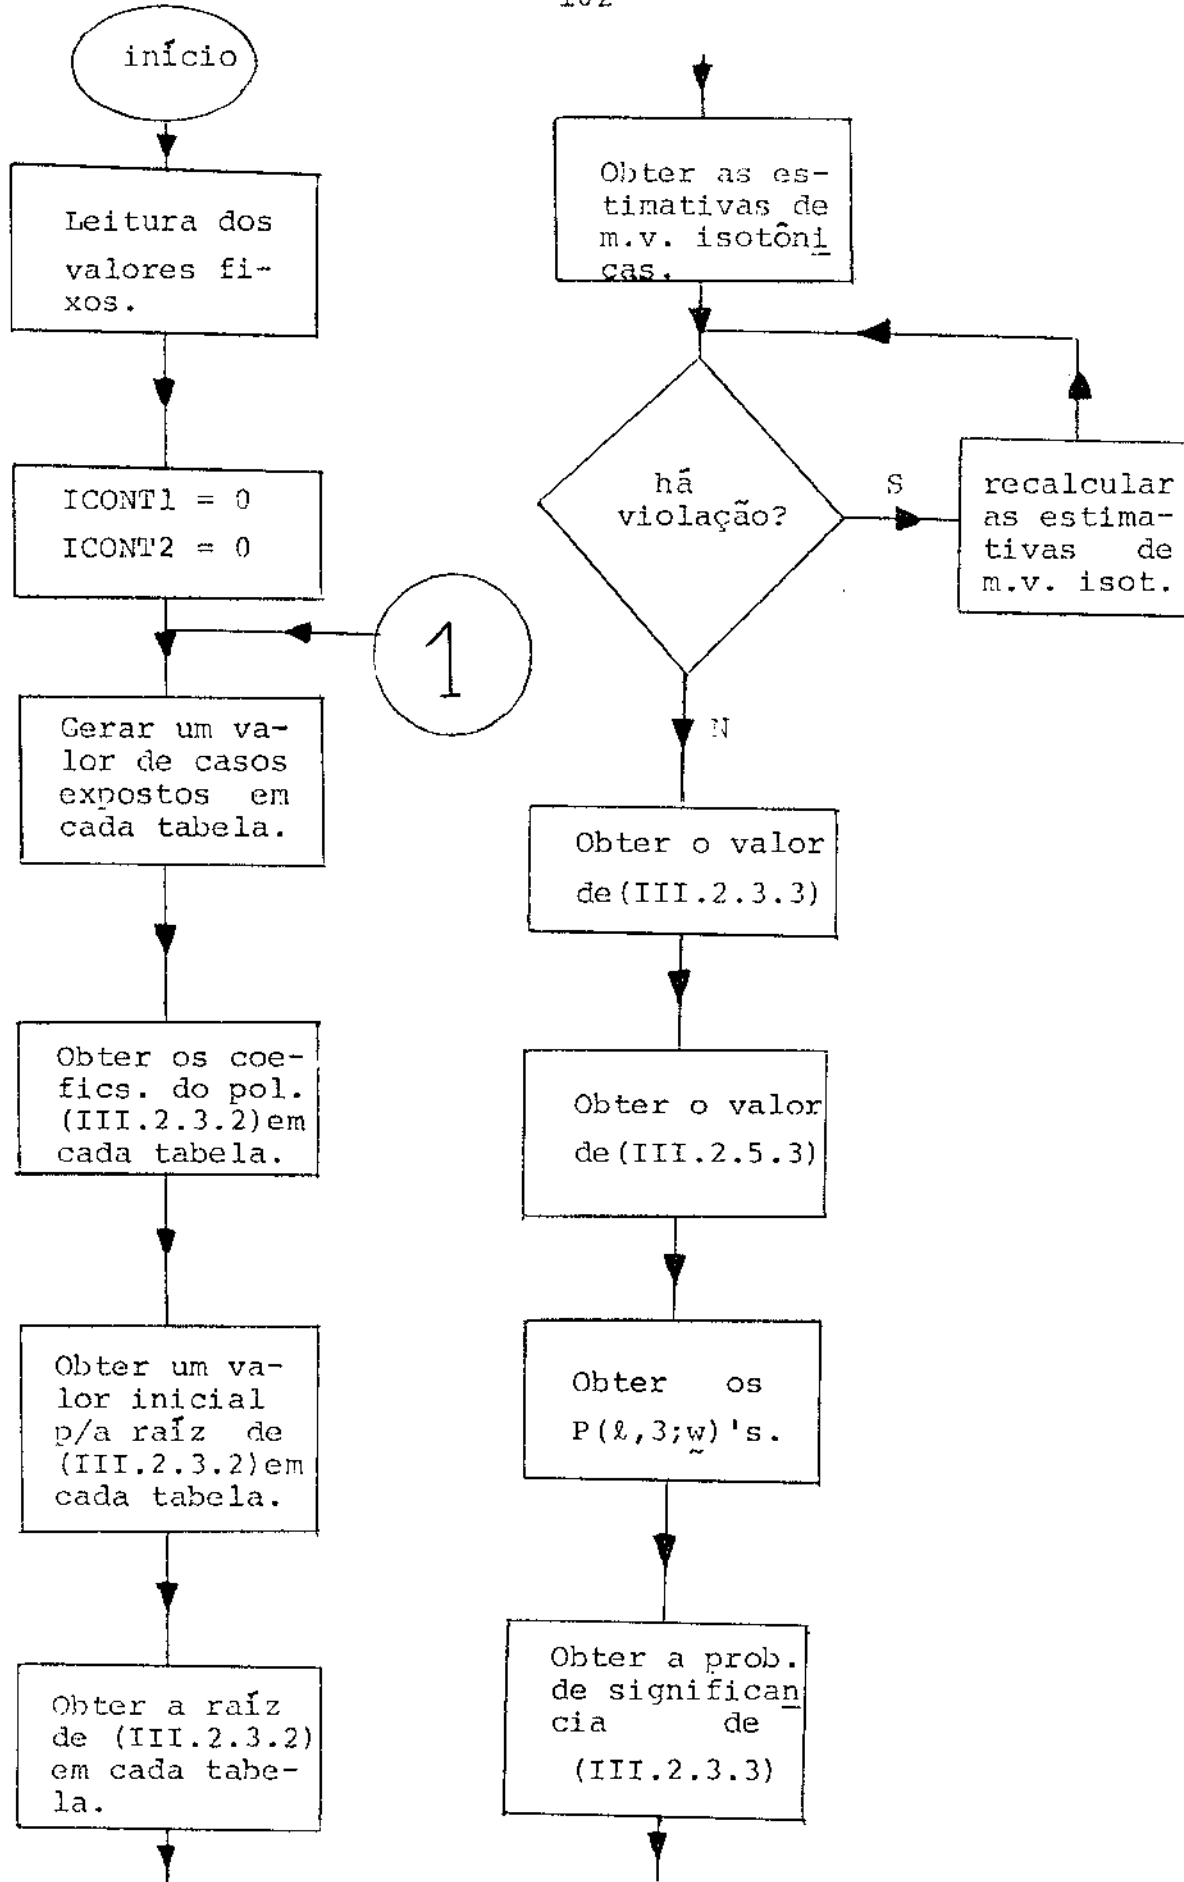 início
Leitura dos
valores fi-
xos.
ICONT1 = 0
ICONT2 = 0
1
Gerar um va-
lor de casos
expostos em
cada tabela.
Obter os coe-
fics. do pol.
(III.2.3.2)em
cada tabela.
Obter um va-
lor inicial
p/a raíz de
(III.2.3.2)em
cada tabela.
Obter a raíz
de (III.2.3.2)
em cada tabe-
la.
Obter as es-
timativas de
m.v. isotôni
cas.
há
violação?
S
recalcular
as estima-
tivas de
m.v. isot.
N
Obter o valor
de(III.2.3.3)
Obter o valor
de(III.2.5.3)
Obter os
P(ℓ,3;w̰)'s.
Obter a prob.
de significan
cia de
(III.2.3.3)